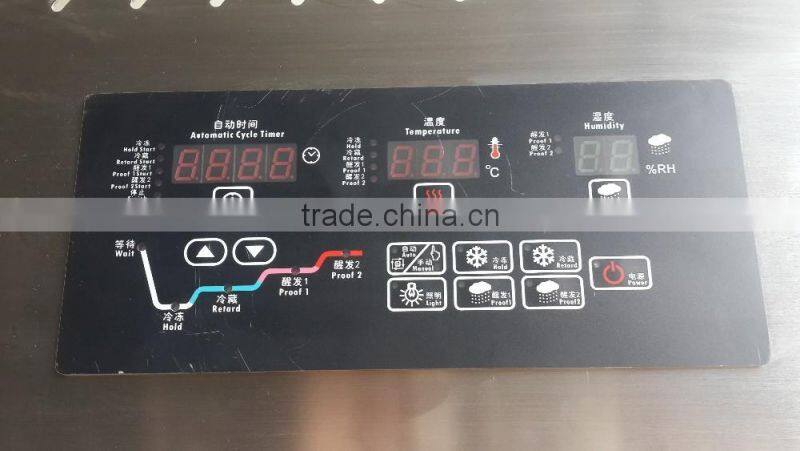 自动时间
Automatic Cycle Timer
冷冻
Hold Start
冷藏
Retard Start
醒发1
Proof 1Start
醒发2
Proof 2Start
停止
8888
温度
Temperature
冷冻
Hold
冷藏
Retard
醒发1
Proof 1
醒发2
Proof 2
888
°C
湿度
Humidity
醒发1
Proof 1
醒发2
Proof 2
88
%RH
trade.china.cn
等待
Wait
冷冻
Hold
冷藏
Retard
醒发1
Proof 1
醒发2
Proof 2
自动
Auto
手动
Manual
冷冻
Hold
冷藏
Retard
照明
Light
醒发1
Proof1
醒发2
Proof2
电源
Power